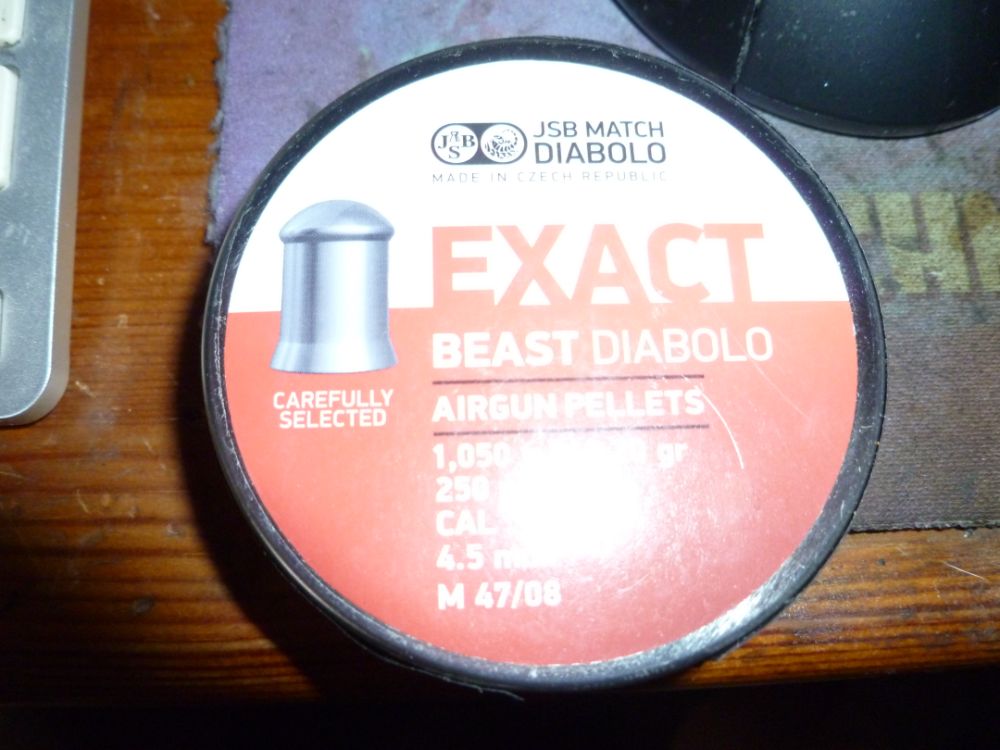 JSB
JSB MATCH
DIABOLO
MADE IN CZECH REPUBLIC
EXACT
BEAST DIABOLO
CAREFULLY
SELECTED
AIRGUN PELLETS
1,050 gr
250
CAL
4.5
M 47/08